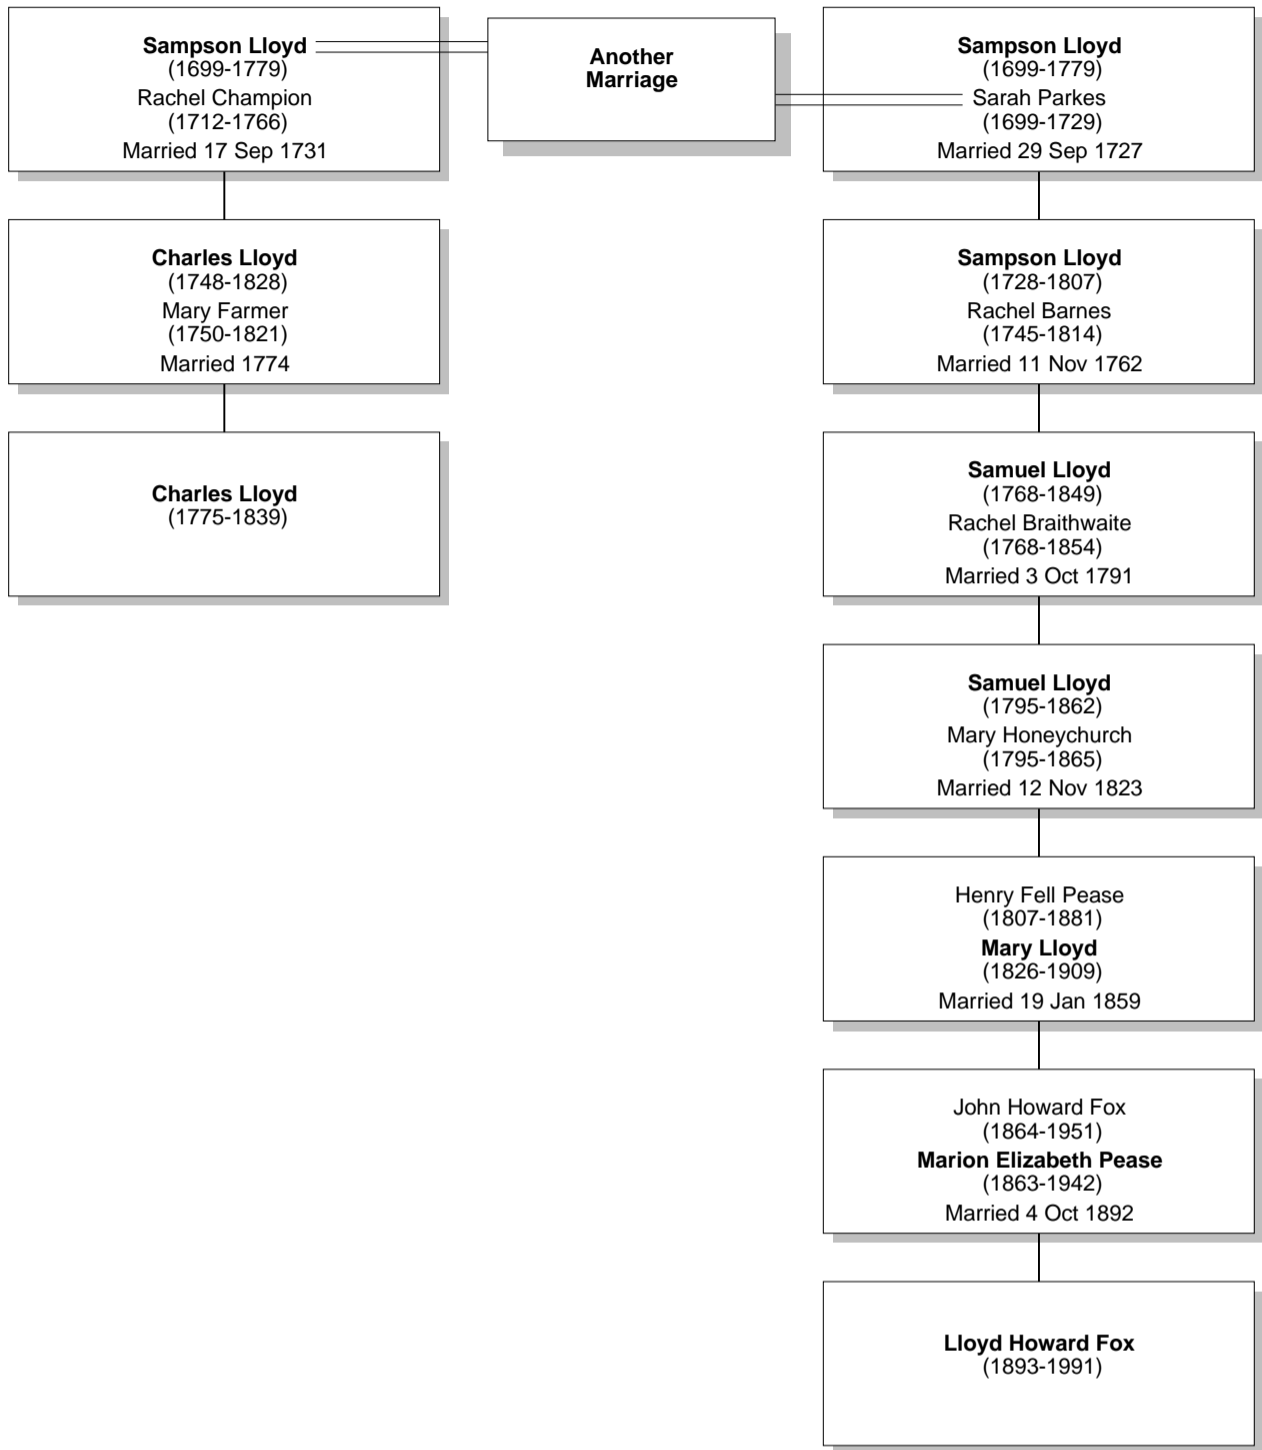 Sampson Lloyd
(1699-1779)
Rachel Champion
(1712-1766)
Married 17 Sep 1731
Another
Marriage
Sampson Lloyd
(1699-1779)
Sarah Parkes
(1699-1729)
Married 29 Sep 1727
Charles Lloyd
(1748-1828)
Mary Farmer
(1750-1821)
Married 1774
Sampson Lloyd
(1728-1807)
Rachel Barnes
(1745-1814)
Married 11 Nov 1762
Charles Lloyd
(1775-1839)
Samuel Lloyd
(1768-1849)
Rachel Braithwaite
(1768-1854)
Married 3 Oct 1791
Samuel Lloyd
(1795-1862)
Mary Honeychurch
(1795-1865)
Married 12 Nov 1823
Henry Fell Pease
(1807-1881)
Mary Lloyd
(1826-1909)
Married 19 Jan 1859
John Howard Fox
(1864-1951)
Marion Elizabeth Pease
(1863-1942)
Married 4 Oct 1892
Lloyd Howard Fox
(1893-1991)